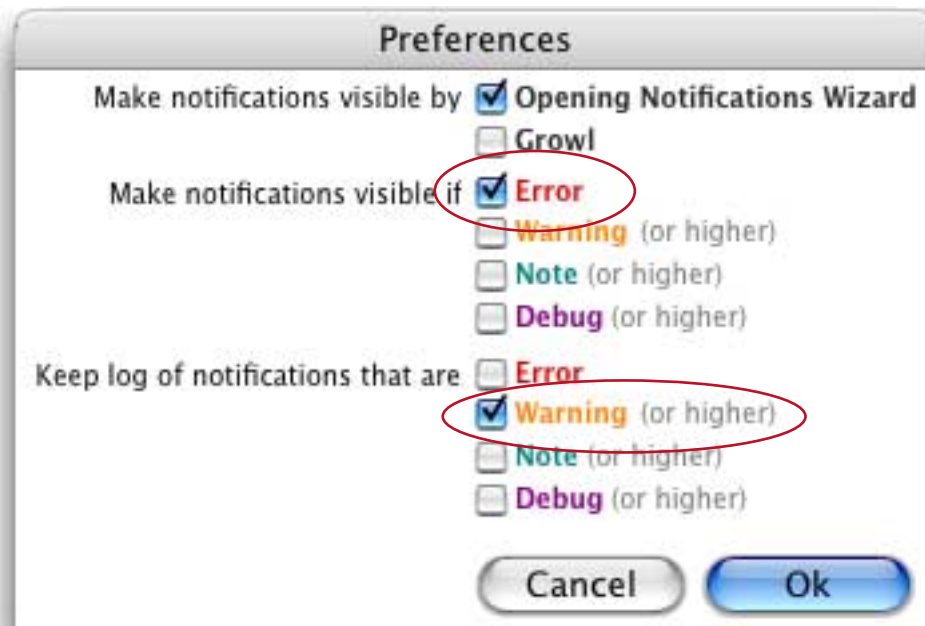 Preferences
Make notifications visible by Opening Notifications Wizard
Growl
Make notifications visible if Error
Warning (or higher)
Note (or higher)
Debug (or higher)
Keep log of notifications that are Error
Warning (or higher)
Note (or higher)
Debug (or higher)
Cancel Ok